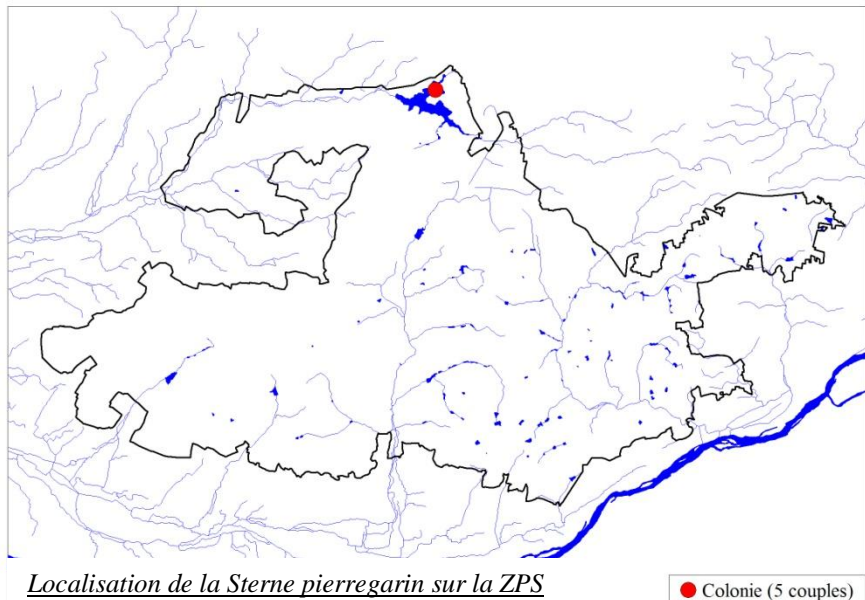 Localisation de la Sterne pierregarin sur la ZPS
Colonie (5 couples)